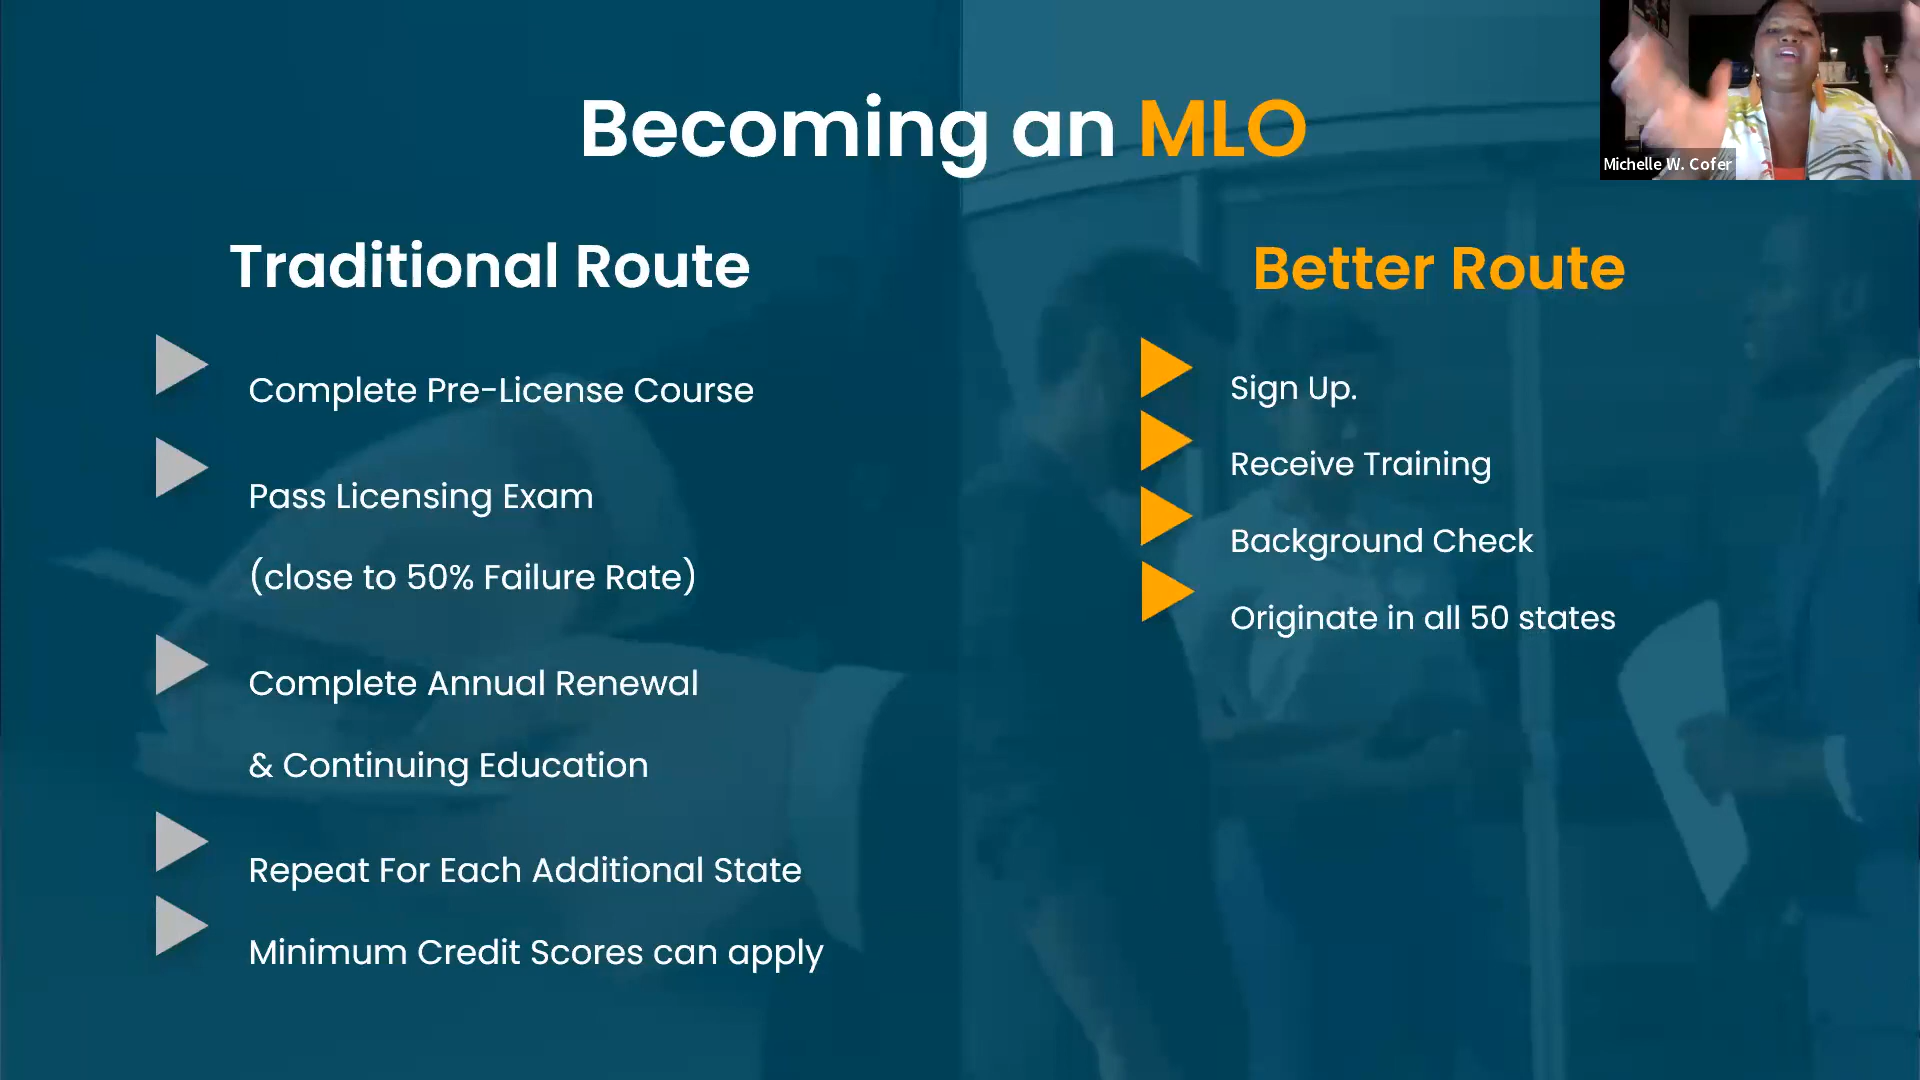 Becoming an MLO
Michelle W. Cofer
Traditional Route
Complete Pre-License Course
Pass Licensing Exam
(close to 50% Failure Rate)
Complete Annual Renewal
& Continuing Education
Repeat For Each Additional State
Minimum Credit Scores can apply
Better Route
Sign Up.
Receive Training
Background Check
Originate in all 50 states